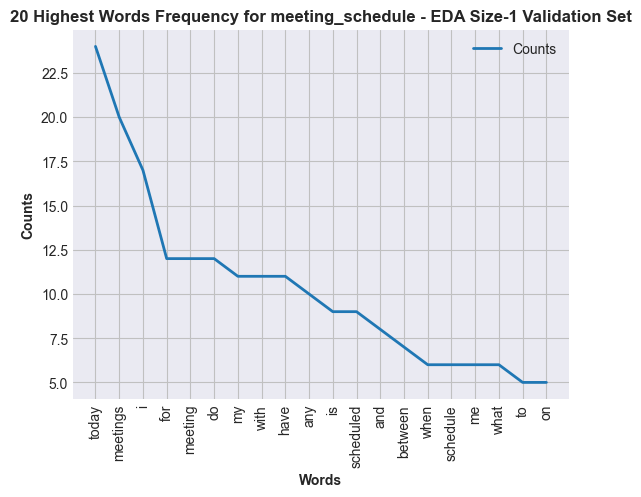 20 Highest Words Frequency for meeting_schedule - EDA Size-1 Validation Set
Counts
22.5
20.0
17.5
15.0
12.5
10.0
7.5
5.0
Counts
today
meetings
i
for
meeting
do
my
with
have
any
is
scheduled
and
between
when
schedule
me
what
to
on
Words